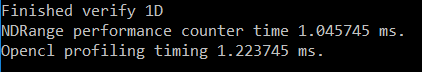 Finished verify 1D
NDRange performance counter time 1.045745 ms.
Opencl profiling timing 1.223745 ms.